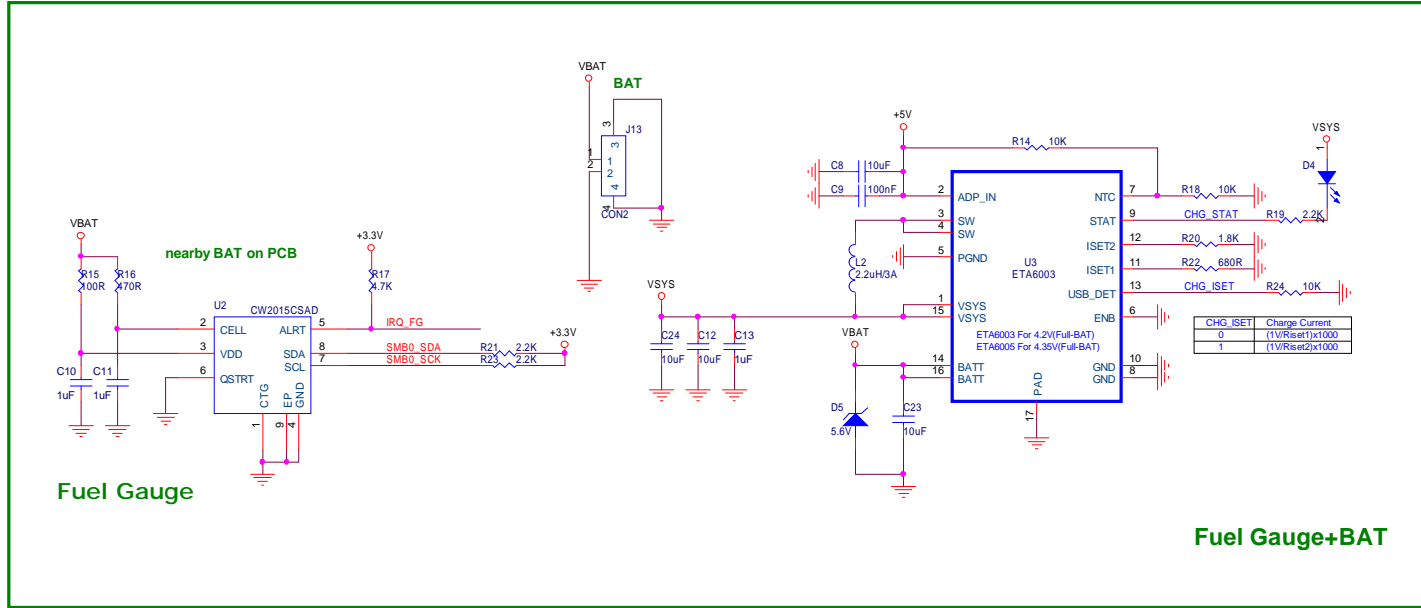 VBAT
BAT
3
J13
3
1
1
2
2
4
4
CON2
+5V
R14 10K
VSYS
1
D4
2
C8 10uF
C9 100nF
2 ADP_IN
3 SW
4 SW
5 PGND
L2
2.2uH/3A
U3
ETA6003
NTC 7
R18 10K
STAT 9 CHG_STAT R19 2.2K
ISET2 12 R20 1.8K
ISET1 11 R22 680R
USB_DET 13 CHG_ISET R24 10K
ENB 6
GND 10
GND 8
1 VSYS
15 VSYS
ETA6003 For 4.2V(Full-BAT)
ETA6005 For 4.35V(Full-BAT)
14 BATT
16 BATT
PAD
17
CHG_ISET Charge Current
0 (1V/Riset1)x1000
1 (1V/Riset2)x1000
VSYS
C24 C12 C13
10uF 10uF 1uF
VBAT
D5
5.6V
C23
10uF
VBAT
nearby BAT on PCB
+3.3V
R15 R16
100R 470R
R17
4.7K
U2
CW2015CSAD
2 CELL
3 VDD
6 QSTRT
ALRT 5 IRQ_FG
SDA 8 SMB0_SDA R21 2.2K
SCL 7 SMB0_SCK R23 2.2K
+3.3V
C10 C11
1uF 1uF
CTG EP GND
1 9 4
Fuel Gauge
Fuel Gauge+BAT